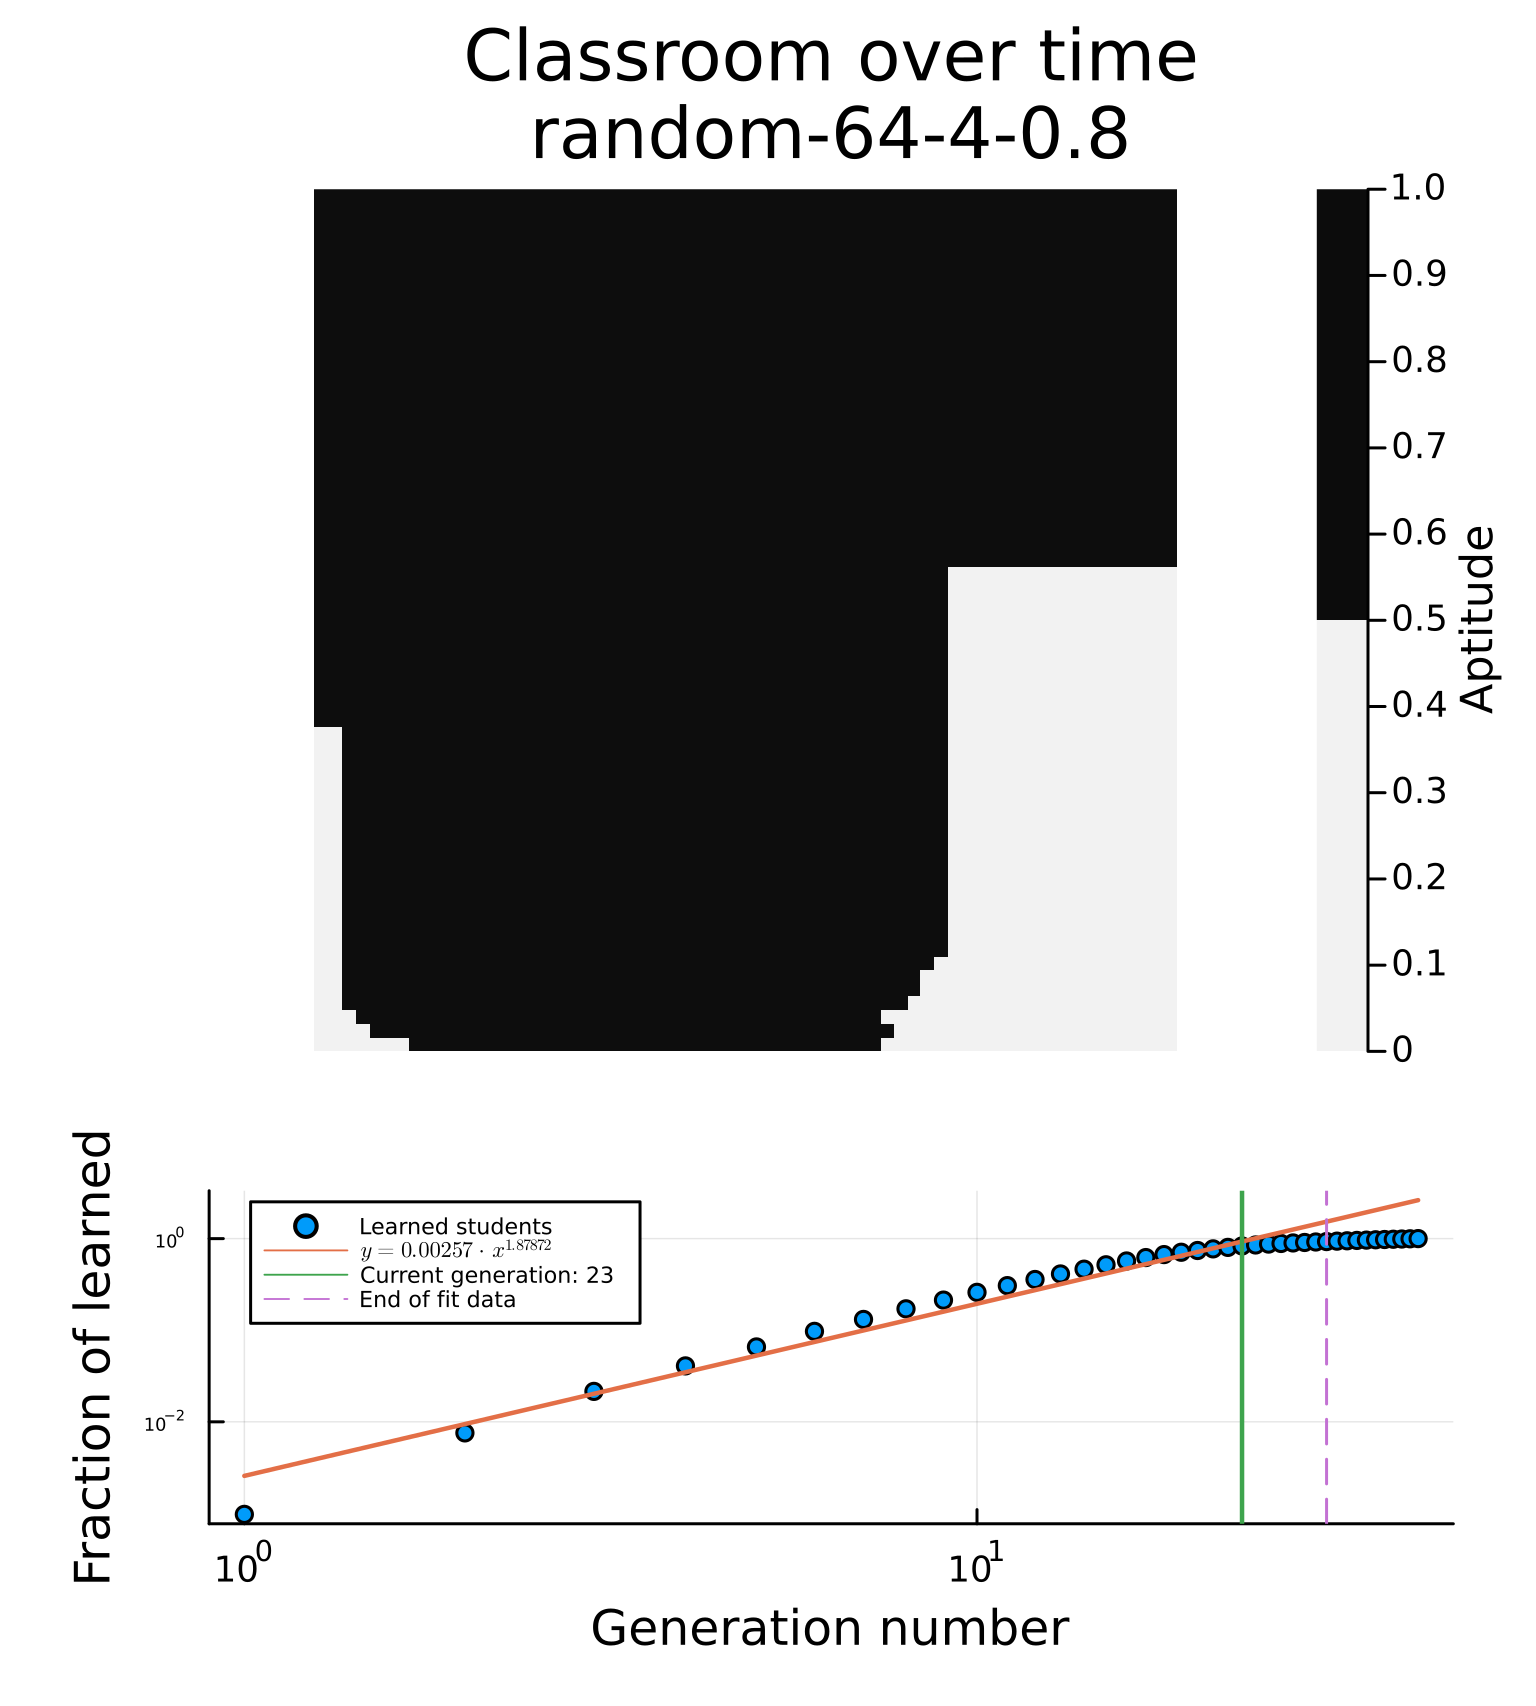 Classroom over time
random-64-4-0.8
1.0
0.9
0.8
0.7
0.6
0.5
0.4
0.3
0.2
0.1
0
Aptitude
Fraction of learned
10⁰
10⁻²
Learned students
y = 0.00257 · x^1.87872
Current generation: 23
End of fit data
10⁰
10¹
Generation number